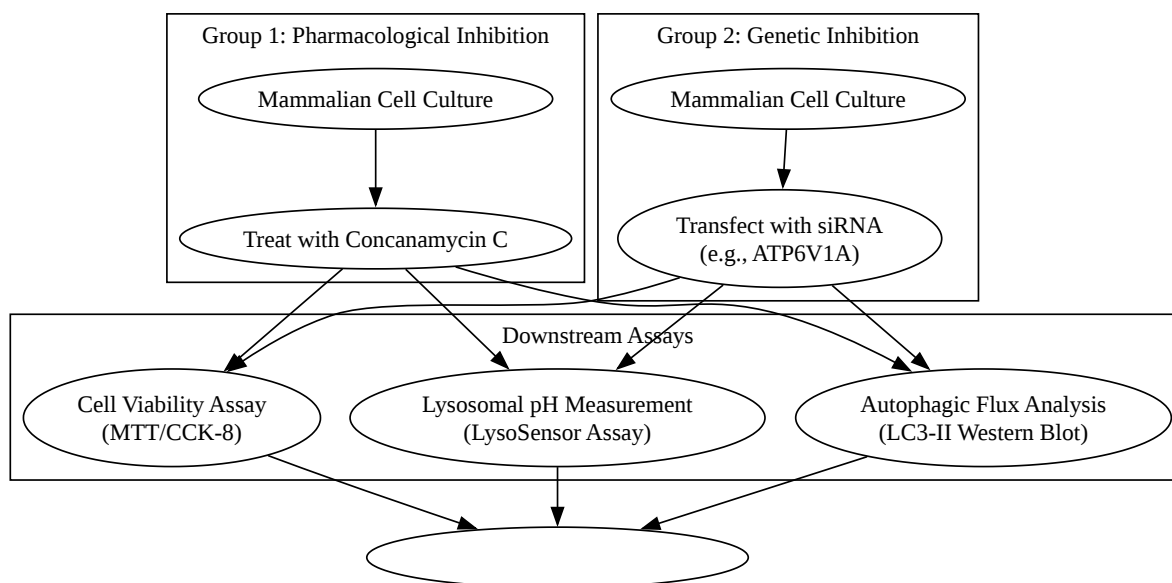 Group 1: Pharmacological Inhibition
Mammalian Cell Culture
Treat with Concanamycin C
Group 2: Genetic Inhibition
Mammalian Cell Culture
Transfect with siRNA
(e.g., ATP6V1A)
Downstream Assays
Cell Viability Assay
(MTT/CCK-8)
Lysosomal pH Measurement
(LysoSensor Assay)
Autophagic Flux Analysis
(LC3-II Western Blot)